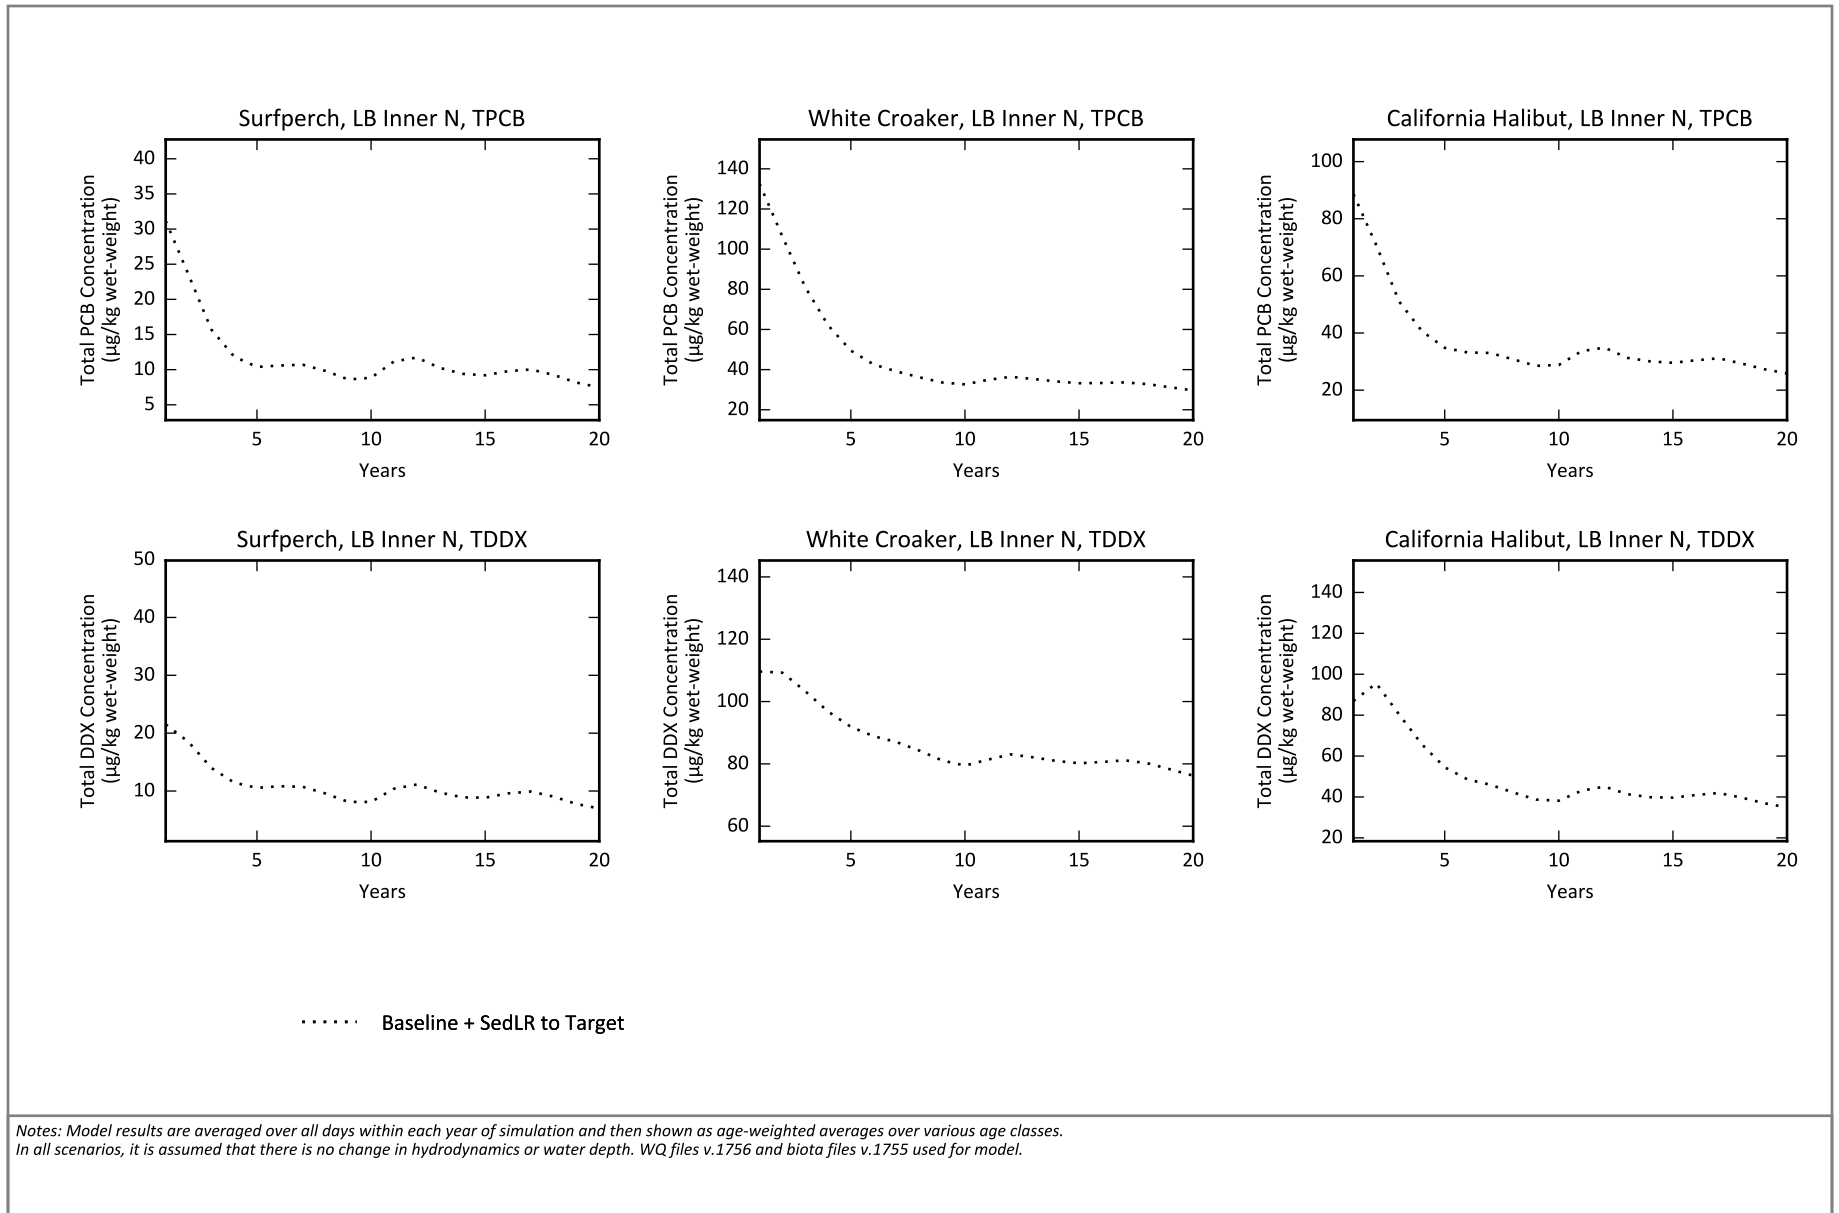 Surfperch, LB Inner N, TPCB
Total PCB Concentration
(µg/kg wet-weight)
40
35
30
25
20
15
10
5
5 10 15 20
Years
White Croaker, LB Inner N, TPCB
Total PCB Concentration
(µg/kg wet-weight)
140
120
100
80
60
40
20
5 10 15 20
Years
California Halibut, LB Inner N, TPCB
Total PCB Concentration
(µg/kg wet-weight)
100
80
60
40
20
5 10 15 20
Years
Surfperch, LB Inner N, TDDX
Total DDX Concentration
(µg/kg wet-weight)
50
40
30
20
10
5 10 15 20
Years
White Croaker, LB Inner N, TDDX
Total DDX Concentration
(µg/kg wet-weight)
140
120
100
80
60
5 10 15 20
Years
California Halibut, LB Inner N, TDDX
Total DDX Concentration
(µg/kg wet-weight)
140
120
100
80
60
40
20
5 10 15 20
Years
Baseline + SedLR to Target
Notes: Model results are averaged over all days within each year of simulation and then shown as age-weighted averages over various age classes.
In all scenarios, it is assumed that there is no change in hydrodynamics or water depth. WQ files v.1756 and biota files v.1755 used for model.